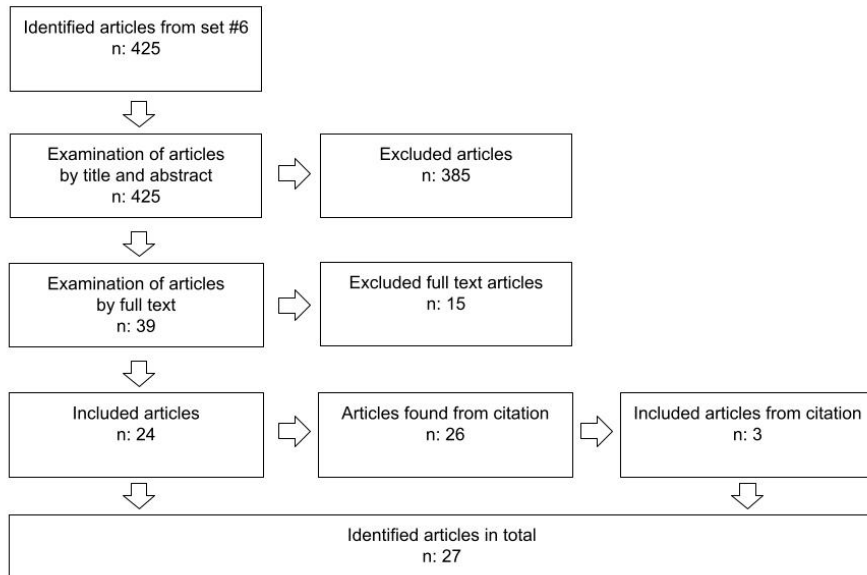 Identified articles from set #6
n: 425
Examination of articles
by title and abstract
n: 425
Excluded articles
n: 385
Examination of articles
by full text
n: 39
Excluded full text articles
n: 15
Included articles
n: 24
Articles found from citation
n: 26
Included articles from citation
n: 3
Identified articles in total
n: 27